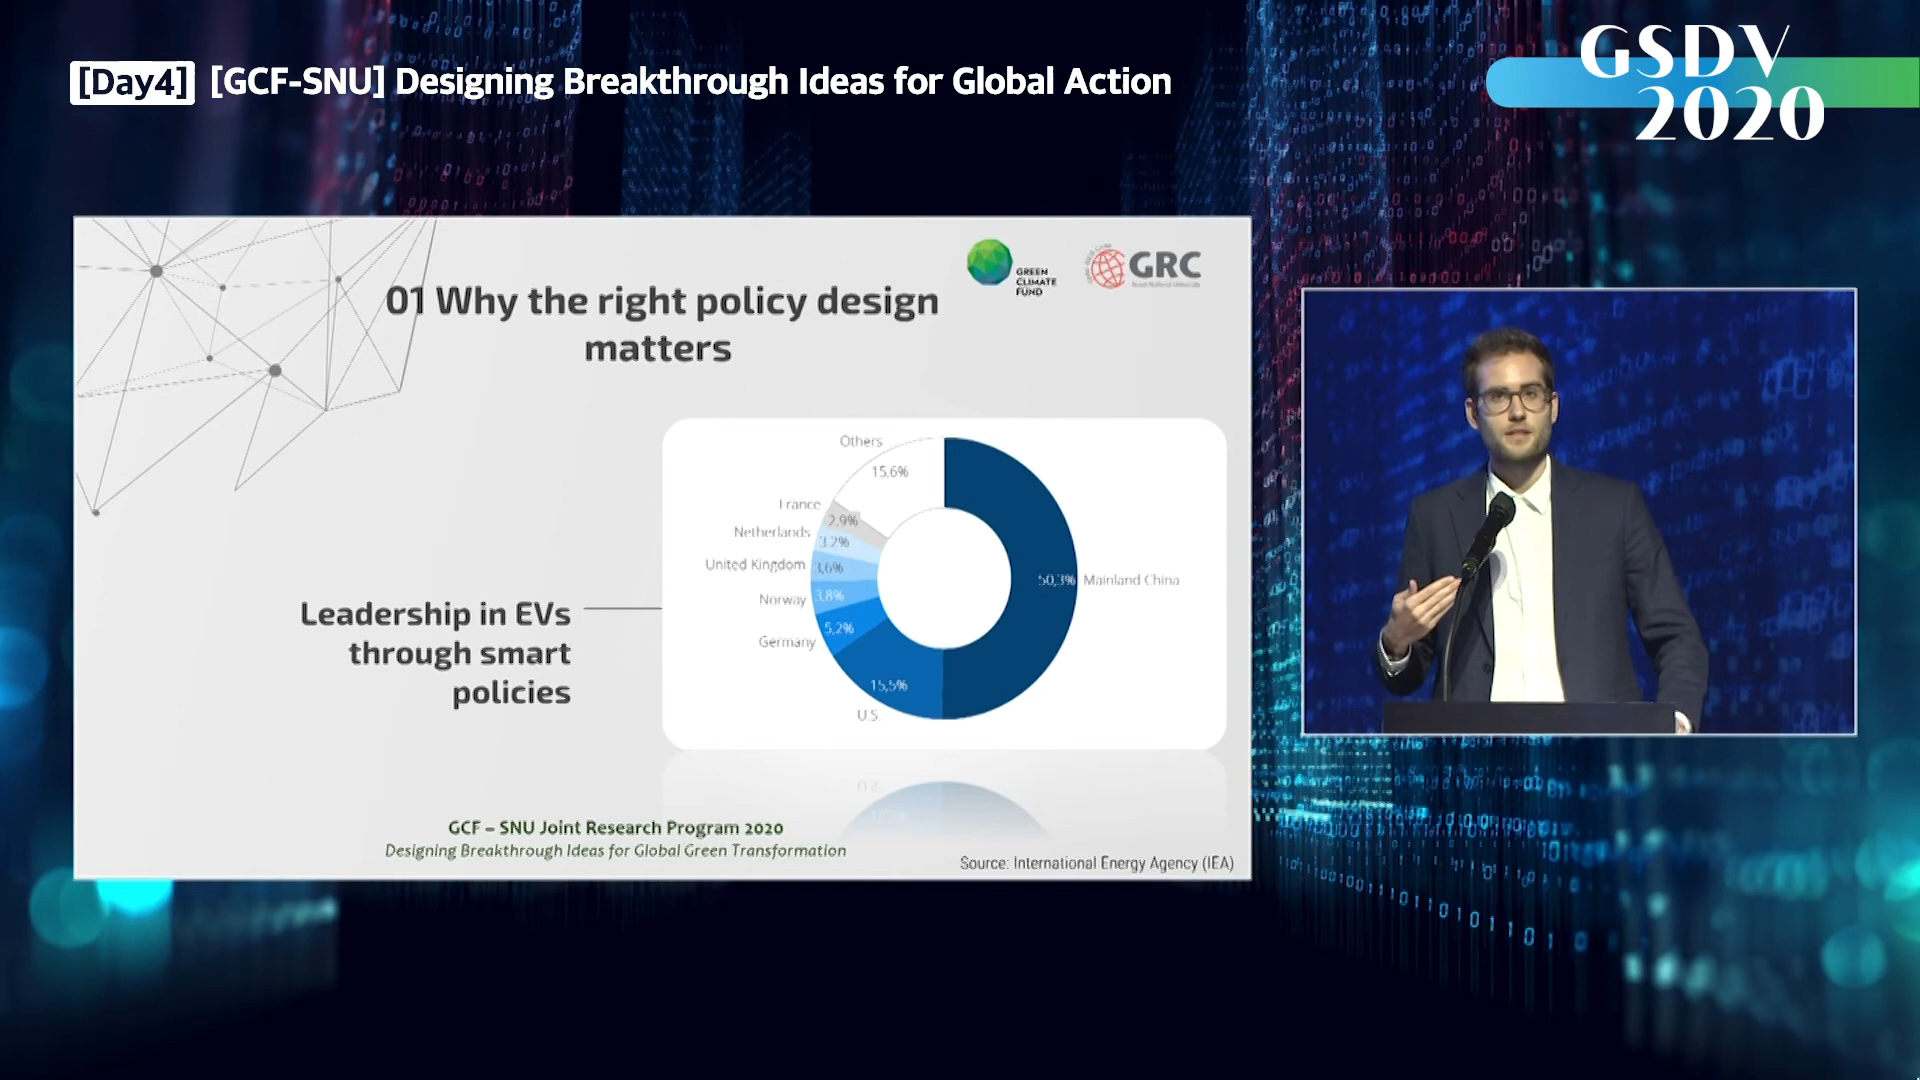 [Day4] [GCF-SNU] Designing Breakthrough Ideas for Global Action
GSDV
2020
GREEN
CLIMATE
FUND
GRC
01 Why the right policy design
matters
Others
15,6%
France
2,9%
Netherlands
3,2%
United Kingdom
3,6%
Norway
3,8%
Germany
5,2%
15,5%
U.S.
50,3% Mainland China
Leadership in EVs
through smart
policies
GCF – SNU Joint Research Program 2020
Designing Breakthrough Ideas for Global Green Transformation
Source: International Energy Agency (IEA)